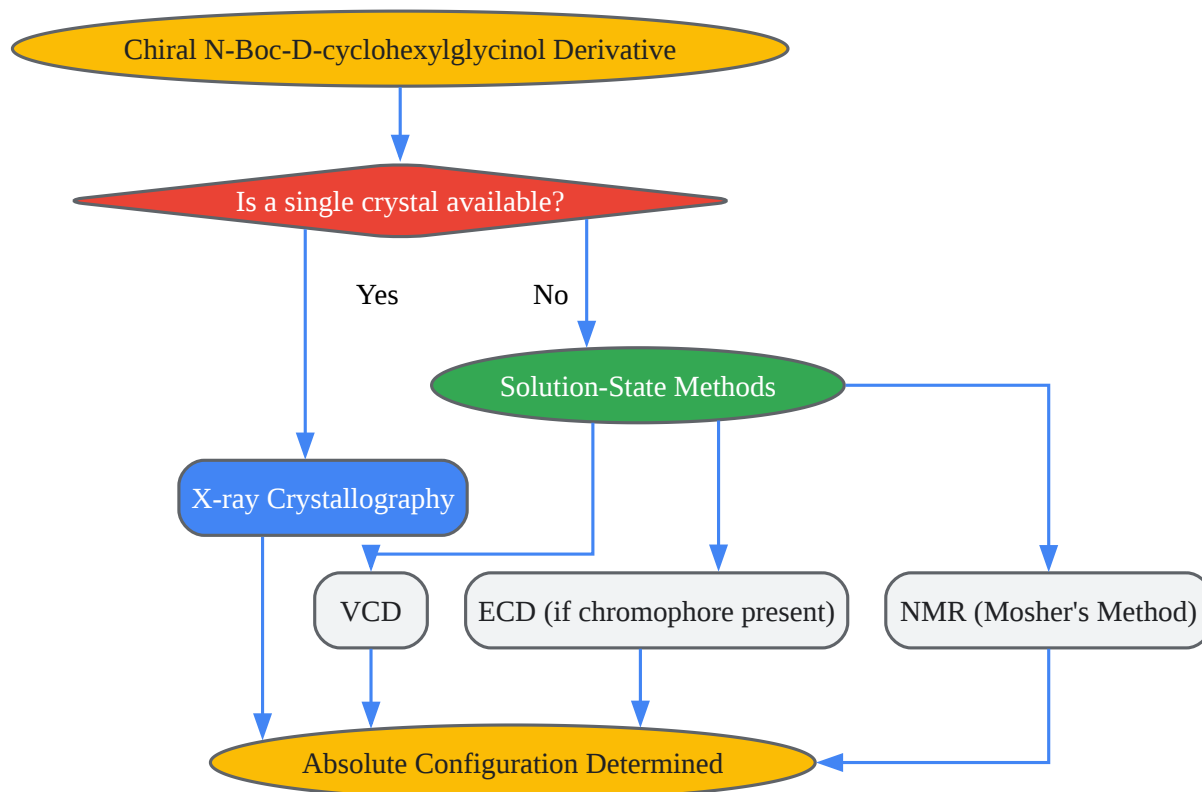 Chiral N-Boc-D-cyclohexylglycinol Derivative
Is a single crystal available?
Yes
No
Solution-State Methods
X-ray Crystallography
VCD
ECD (if chromophore present)
NMR (Mosher's Method)
Absolute Configuration Determined